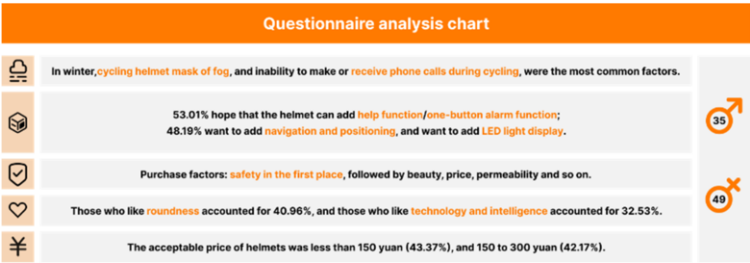 Questionnaire analysis chart
In winter,cycling helmet mask of fog, and inability to make or receive phone calls during cycling, were the most common factors.
53.01% hope that the helmet can add help function/one-button alarm function;
48.19% want to add navigation and positioning, and want to add LED light display.
35
Purchase factors: safety in the first place, followed by beauty, price, permeability and so on.
49
Those who like roundness accounted for 40.96%, and those who like technology and intelligence accounted for 32.53%.
The acceptable price of helmets was less than 150 yuan (43.37%), and 150 to 300 yuan (42.17%).